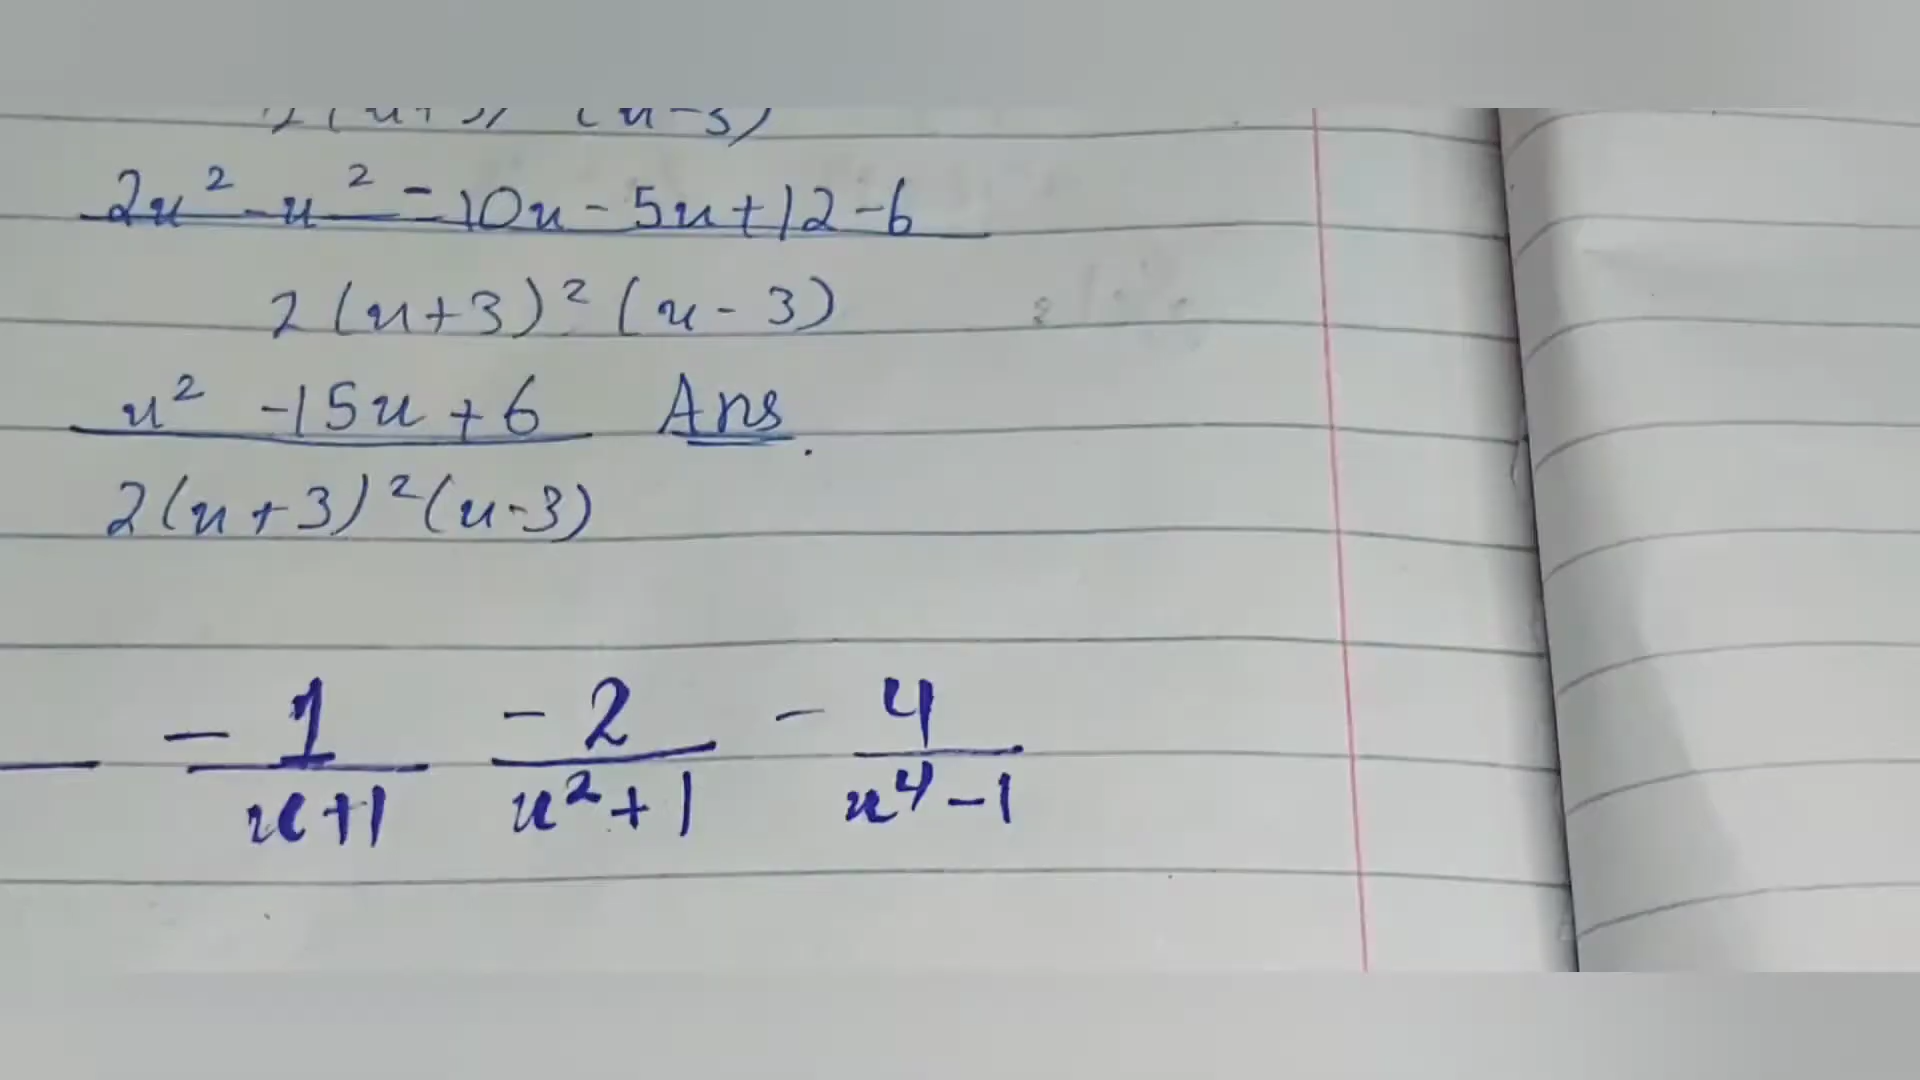 2x² - x² - 10x - 5x + 12 - 6
2(x+3)² (x - 3)
x² - 15x + 6 Ans.
2(x+3)²(x-3)
- 1 - 2 - 4
x+1 x²+1 x⁴-1